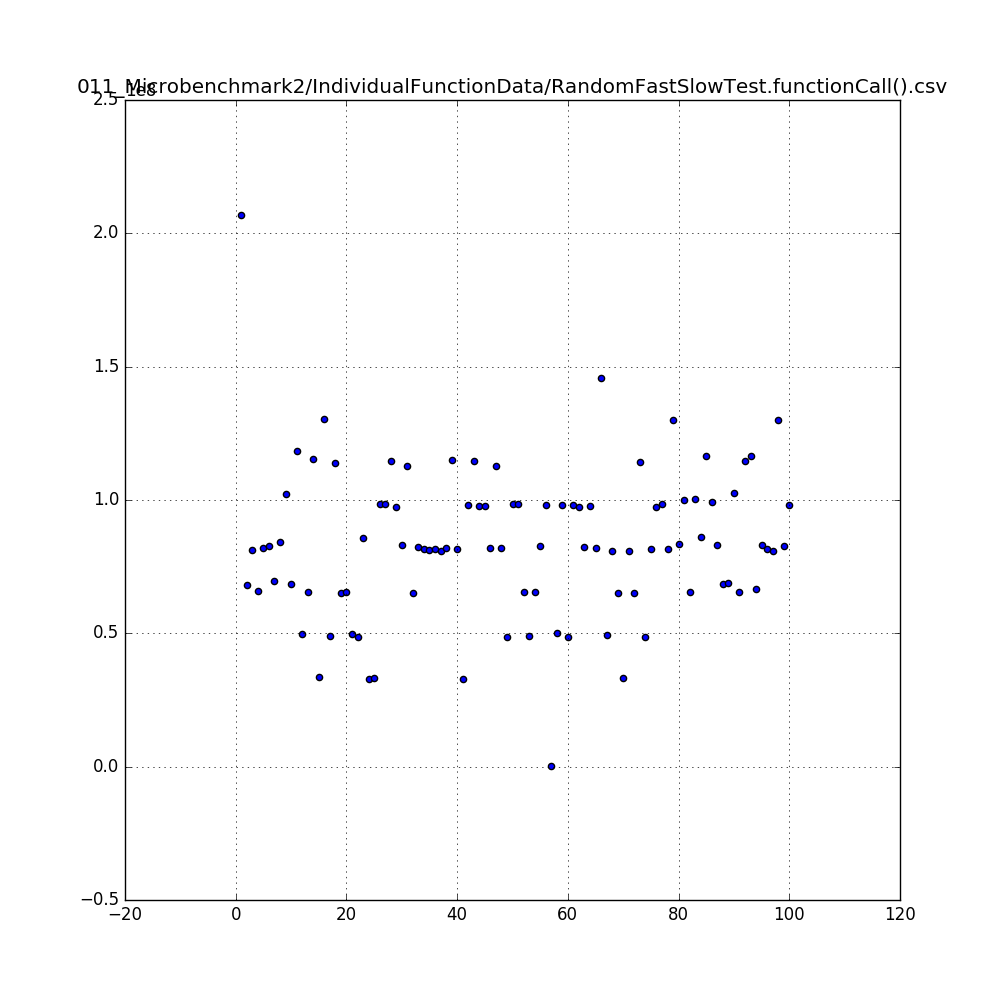 011_Microbenchmark2/IndividualFunctionData/RandomFastSlowTest.functionCall().csv
1e8
2.5
2.0
1.5
1.0
0.5
0.0
−0.5
−20 0 20 40 60 80 100 120